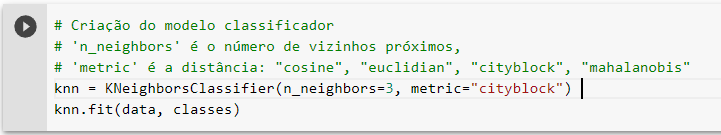 # Criação do modelo classificador
# 'n_neighbors' é o número de vizinhos próximos,
# 'metric' é a distância: "cosine", "euclidian", "cityblock", "mahalanobis"
knn = KNeighborsClassifier(n_neighbors=3, metric="cityblock")
knn.fit(data, classes)